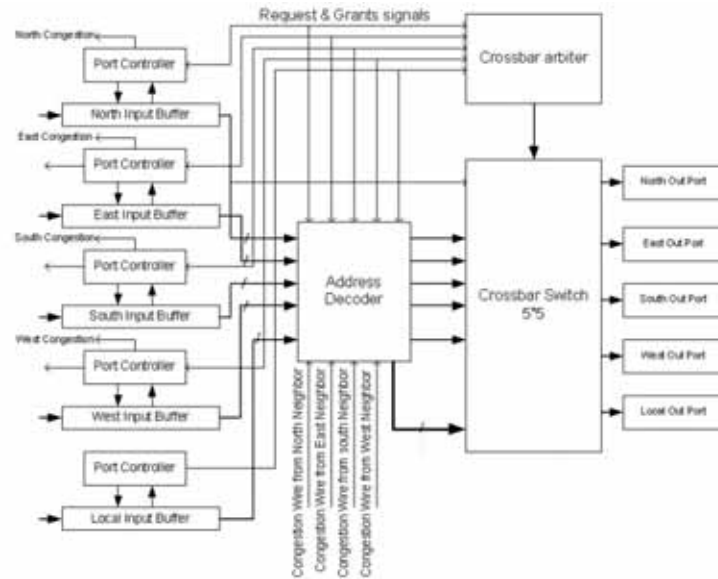 Request & Grants signals
North Congestion
Port Controller
North Input Buffer
East Congestion
Port Controller
East Input Buffer
South Congestion
Port Controller
South Input Buffer
West Congestion
Port Controller
West Input Buffer
Port Controller
Local Input Buffer
Address
Decoder
Congestion Wire from North Neighbor
Congestion Wire from East Neighbor
Congestion Wire from south Neighbor
Congestion Wire from West Neighbor
Crossbar arbiter
Crossbar Switch
5*5
North Out Port
East Out Port
South Out Port
West Out Port
Local Out Port